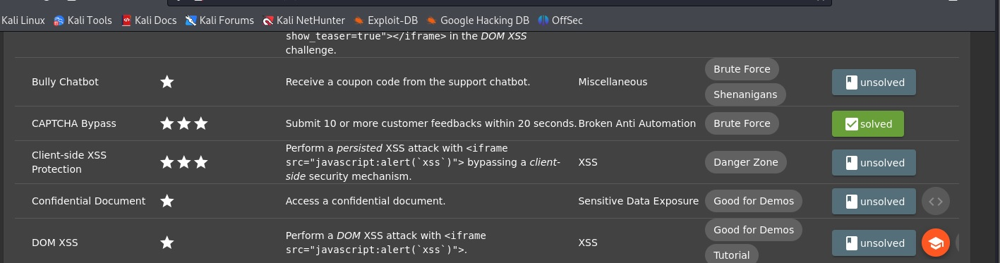 Kali Linux Kali Tools Kali Docs Kali Forums Kali NetHunter Exploit-DB Google Hacking DB OffSec
show_teaser=true"></iframe> in the DOM XSS
challenge.
Bully Chatbot Receive a coupon code from the support chatbot. Miscellaneous Brute Force Shenanigans unsolved
CAPTCHA Bypass Submit 10 or more customer feedbacks within 20 seconds. Broken Anti Automation Brute Force solved
Client-side XSS
Protection
Perform a persisted XSS attack with <iframe
src="javascript:alert(`xss`)"> bypassing a client-
side security mechanism.
XSS Danger Zone unsolved
Confidential Document Access a confidential document. Sensitive Data Exposure Good for Demos unsolved <>
DOM XSS
Perform a DOM XSS attack with <iframe
src="javascript:alert(`xss`)">.
XSS
Good for Demos
Tutorial
unsolved